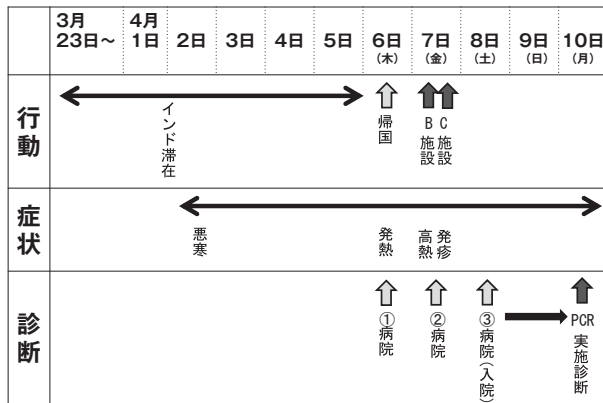 3月
23日～
4月
1日
2日
3日
4日
5日
6日
(木)
7日
(金)
8日
(土)
9日
(日)
10日
(月)
行動
インド滞在
帰国
B施設
C施設
症状
悪寒
発熱
高熱
発疹
診断
①病院
②病院
③病院(入院)
PCR
実施診断